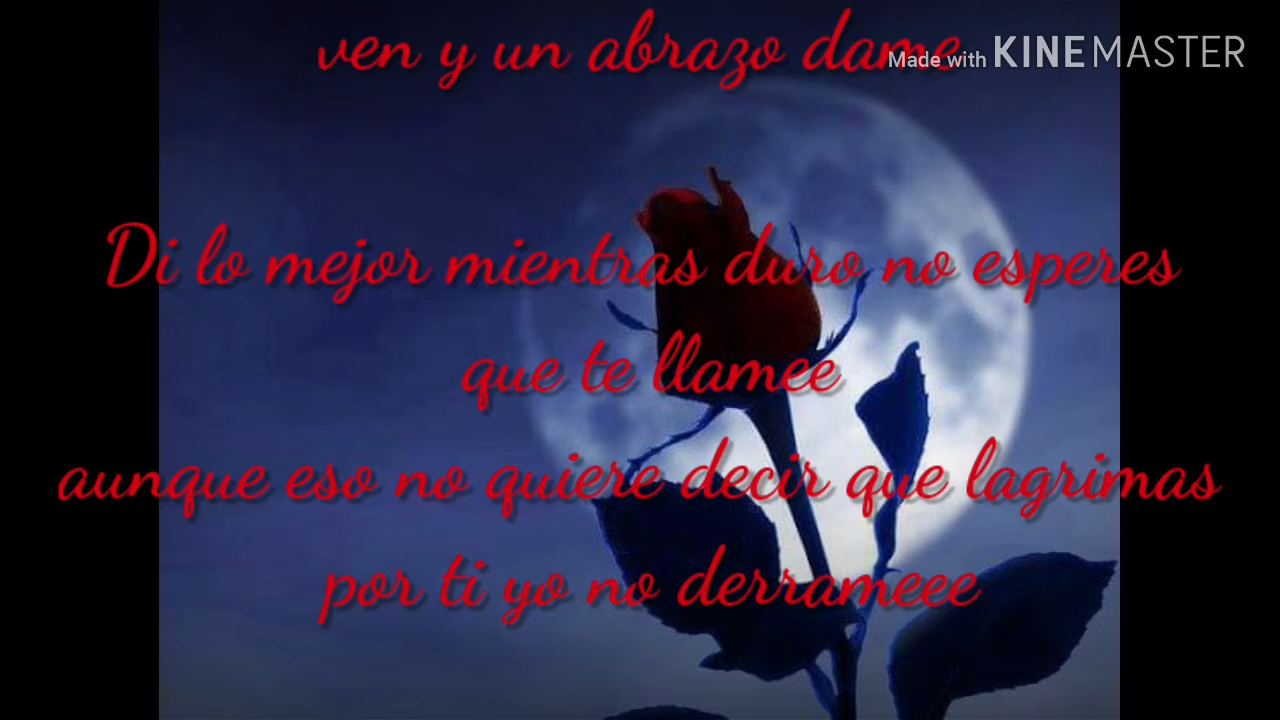 ven y un abrazo dame
Made with KINEMASTER
Di lo mejor mientras duro no esperes
que te llamee
aunque eso no quiere decir que lagrimas
por ti yo no derrameee